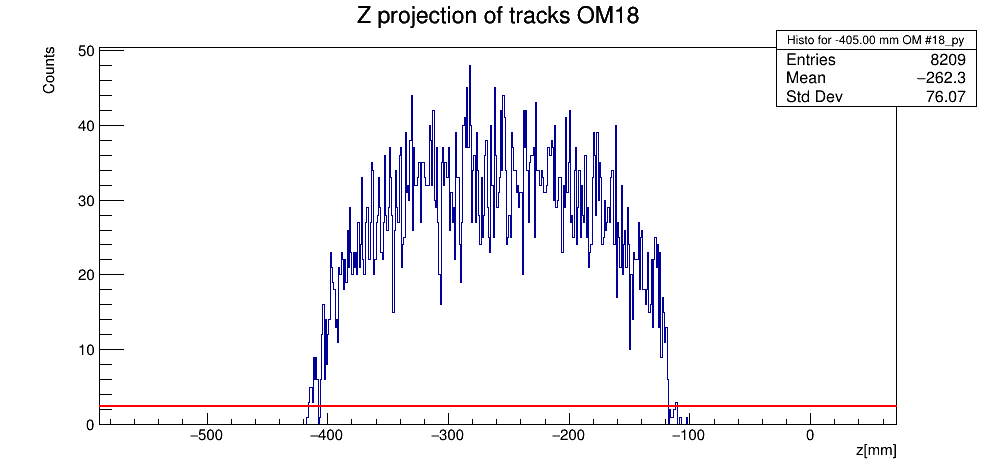 Z projection of tracks OM18
Histo for -405.00 mm OM #18_py
Entries 8209
Mean −262.3
Std Dev 76.07
Counts
50
40
30
20
10
0
−500 −400 −300 −200 −100 0
z[mm]